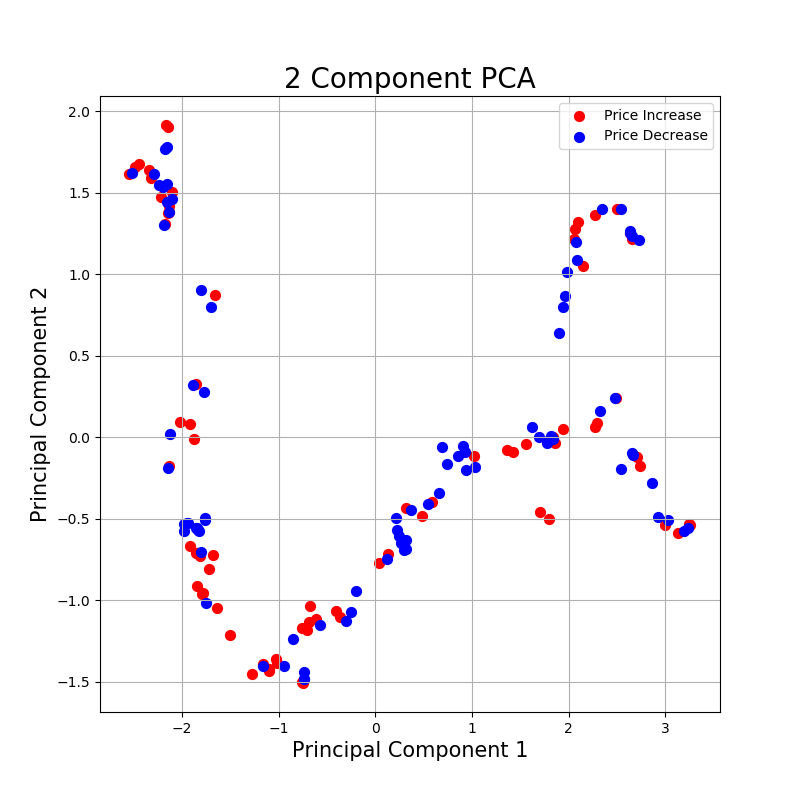 2 Component PCA
Price Increase
Price Decrease
2.0
1.5
1.0
0.5
0.0
−0.5
−1.0
−1.5
Principal Component 2
−2
−1
0
1
2
3
Principal Component 1